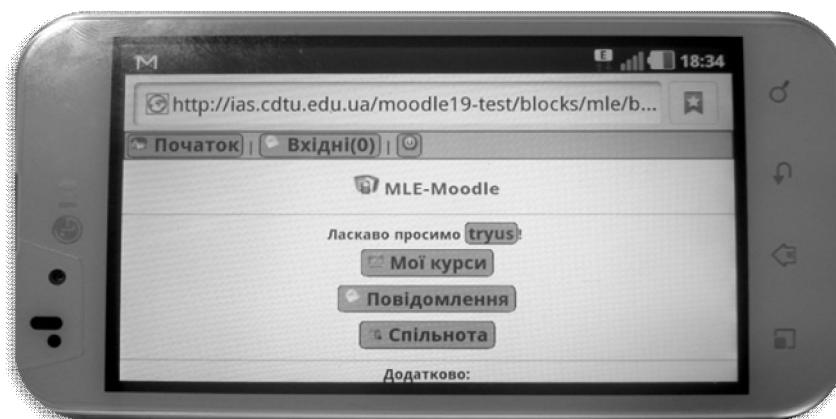 18:34
http://ias.cdtu.edu.ua/moodle19-test/blocks/mle/b...
Початок | Вхідні(0) |
MLE-Moodle
Ласкаво просимо tryus!
Мої курси
Повідомлення
Спільнота
Додатково: